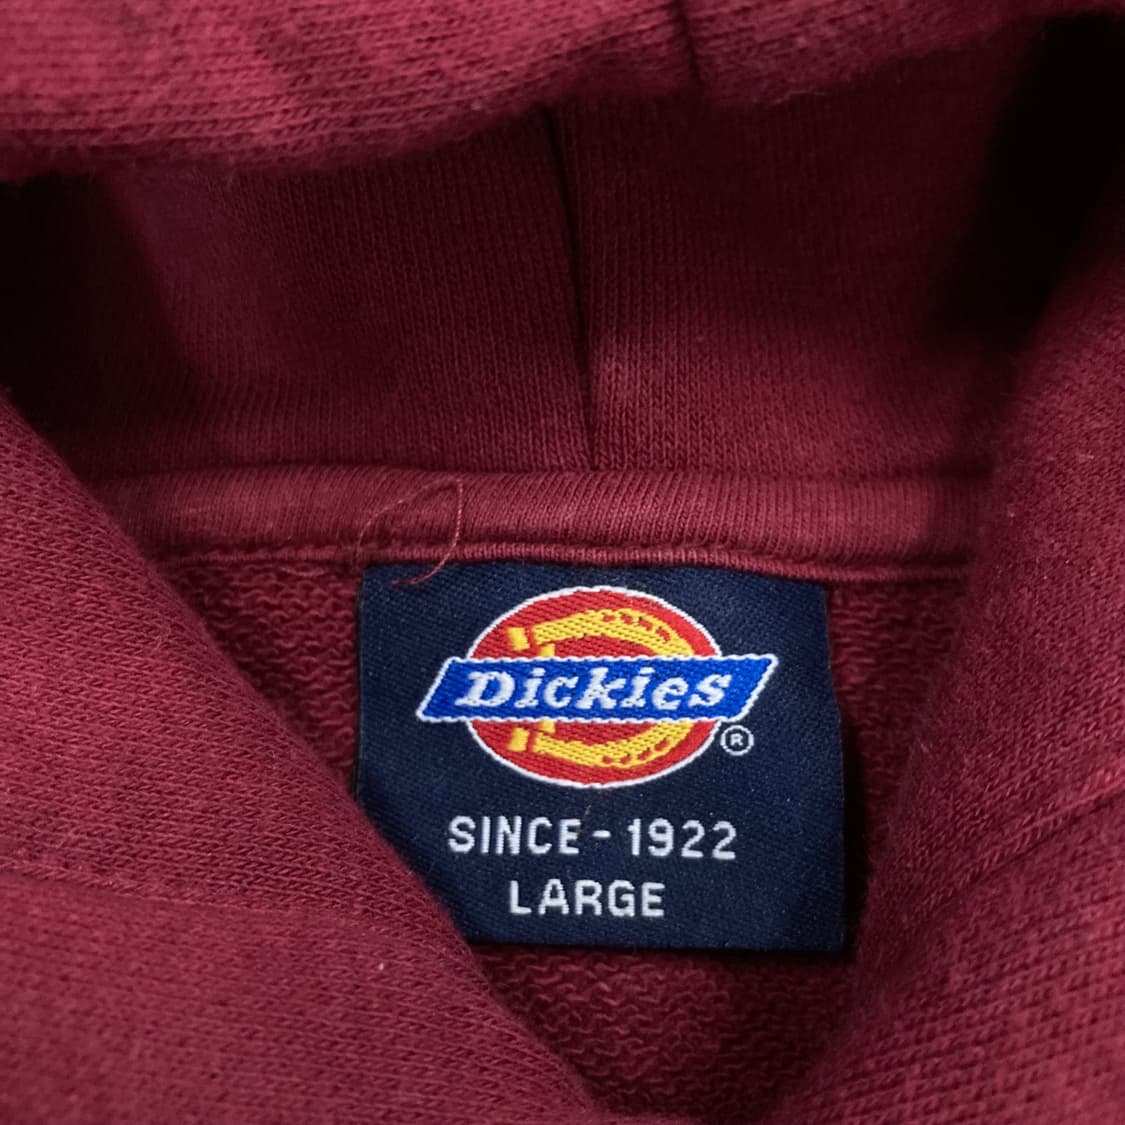 Dickies
®
SINCE - 1922
LARGE